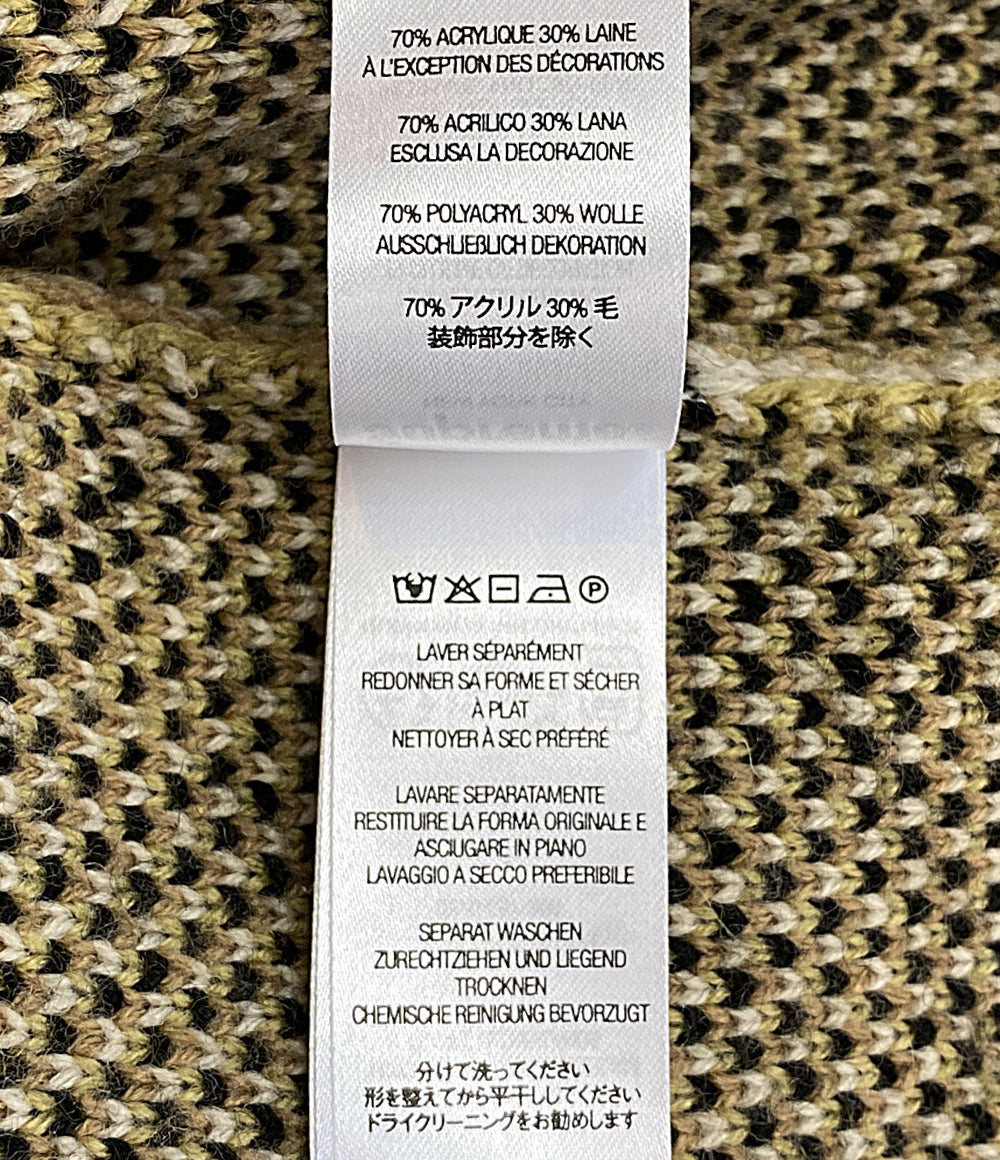 70% ACRYLIQUE 30% LAINE
À L'EXCEPTION DES DÉCORATIONS
70% ACRILICO 30% LANA
ESCLUSA LA DECORAZIONE
70% POLYACRYL 30% WOLLE
AUSSCHLIEßLICH DEKORATION
70% アクリル 30% 毛
装飾部分を除く
P
LAVER SÉPARÉMENT
REDONNER SA FORME ET SÉCHER
À PLAT
NETTOYER À SEC PRÉFÉRÉ
LAVARE SEPARATAMENTE
RESTITUIRE LA FORMA ORIGINALE E
ASCIUGARE IN PIANO
LAVAGGIO A SECCO PREFERIBILE
SEPARAT WASCHEN
ZURECHTZIEHEN UND LIEGEND
TROCKNEN
CHEMISCHE REINIGUNG BEVORZUGT
分けて洗ってください
形を整えてから平干ししてください
ドライクリーニングをお勧めします